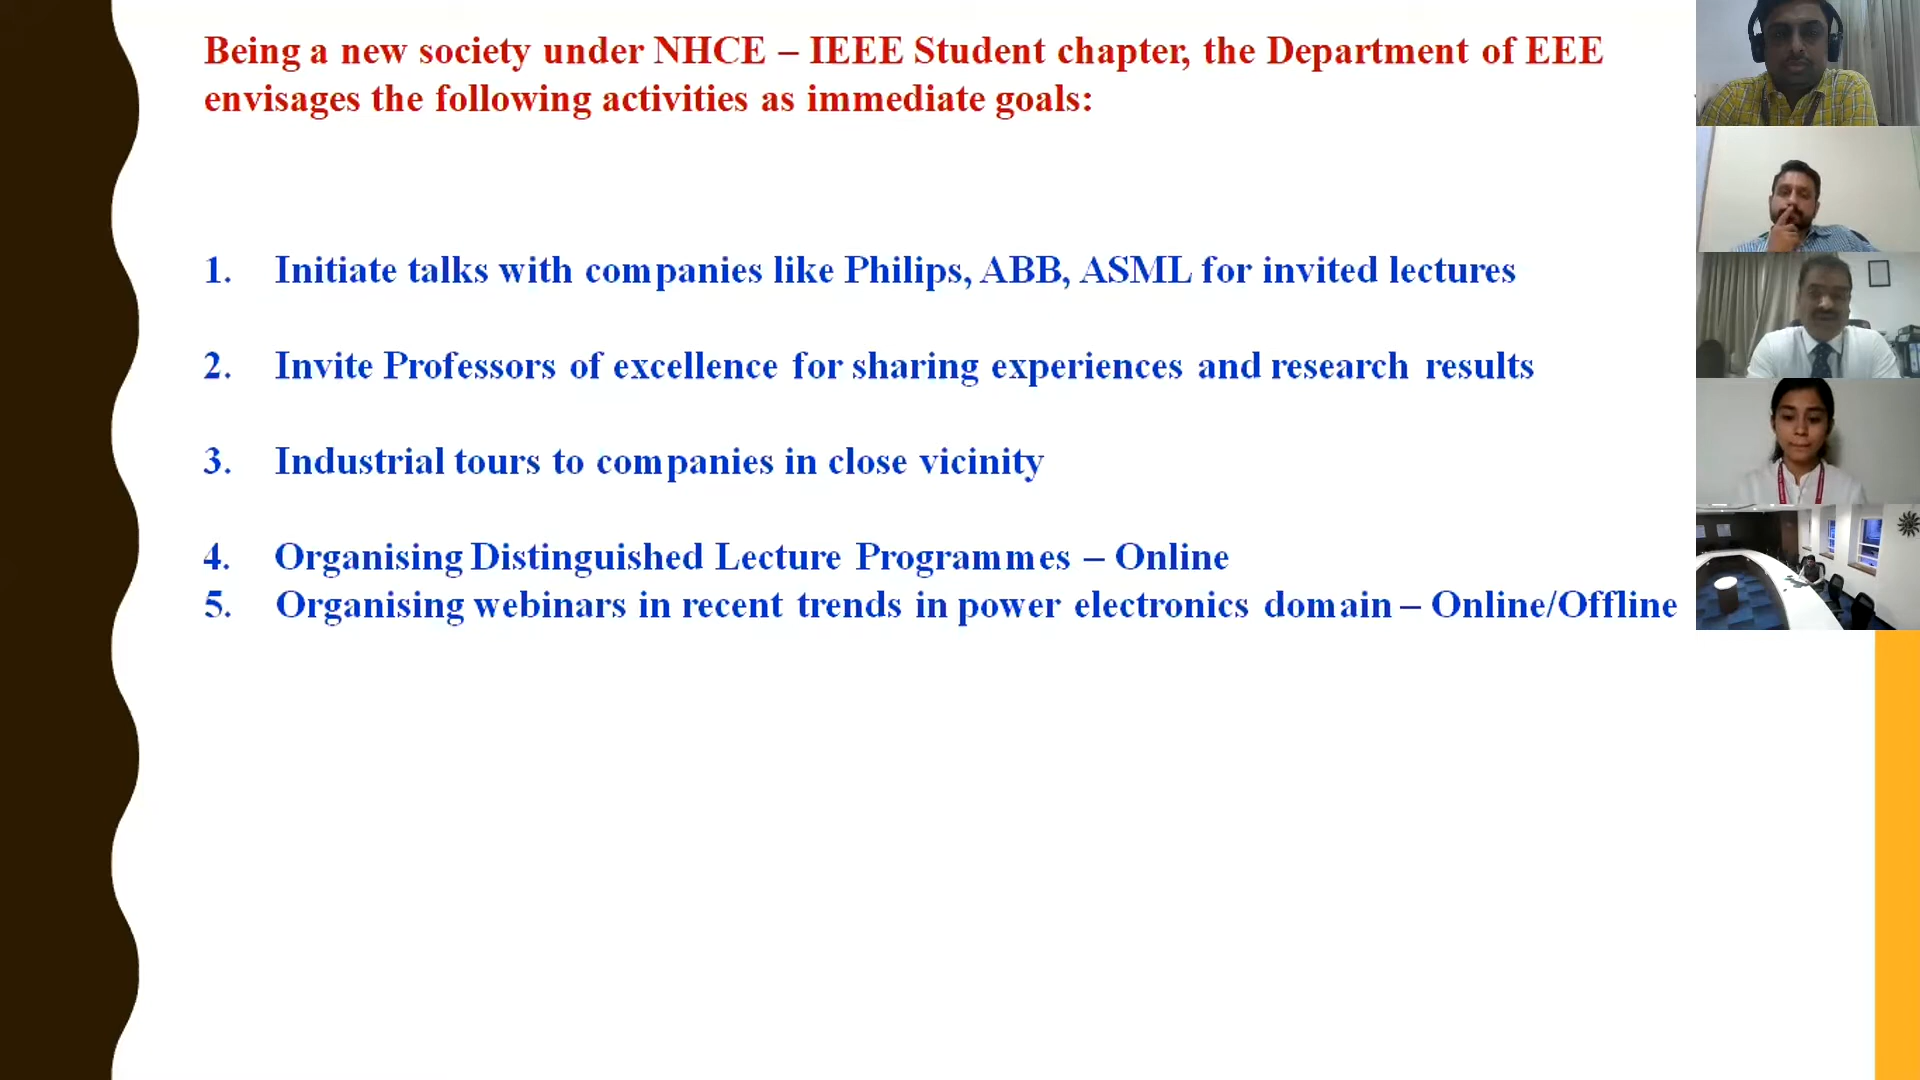 Being a new society under NHCE – IEEE Student chapter, the Department of EEE
envisages the following activities as immediate goals:
1. Initiate talks with companies like Philips, ABB, ASML for invited lectures
2. Invite Professors of excellence for sharing experiences and research results
3. Industrial tours to companies in close vicinity
4. Organising Distinguished Lecture Programmes – Online
5. Organising webinars in recent trends in power electronics domain – Online/Offline